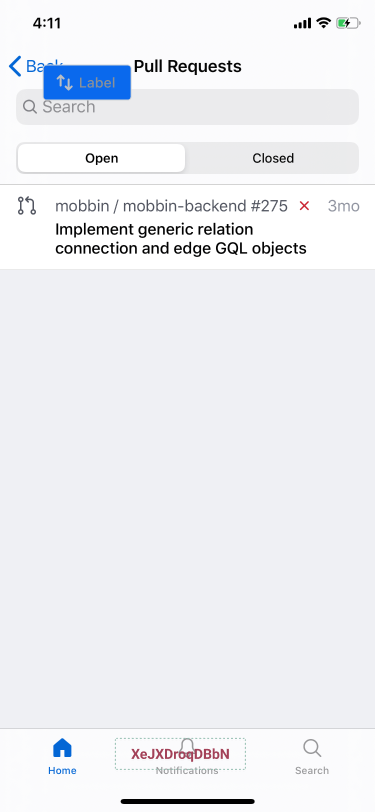 4:11
Back
Pull Requests
Label
Search
Open
Closed
mobbin / mobbin-backend #275
3mo
Implement generic relation
connection and edge GQL objects
XeJXDroqDBbN
Home
Notifications
Search